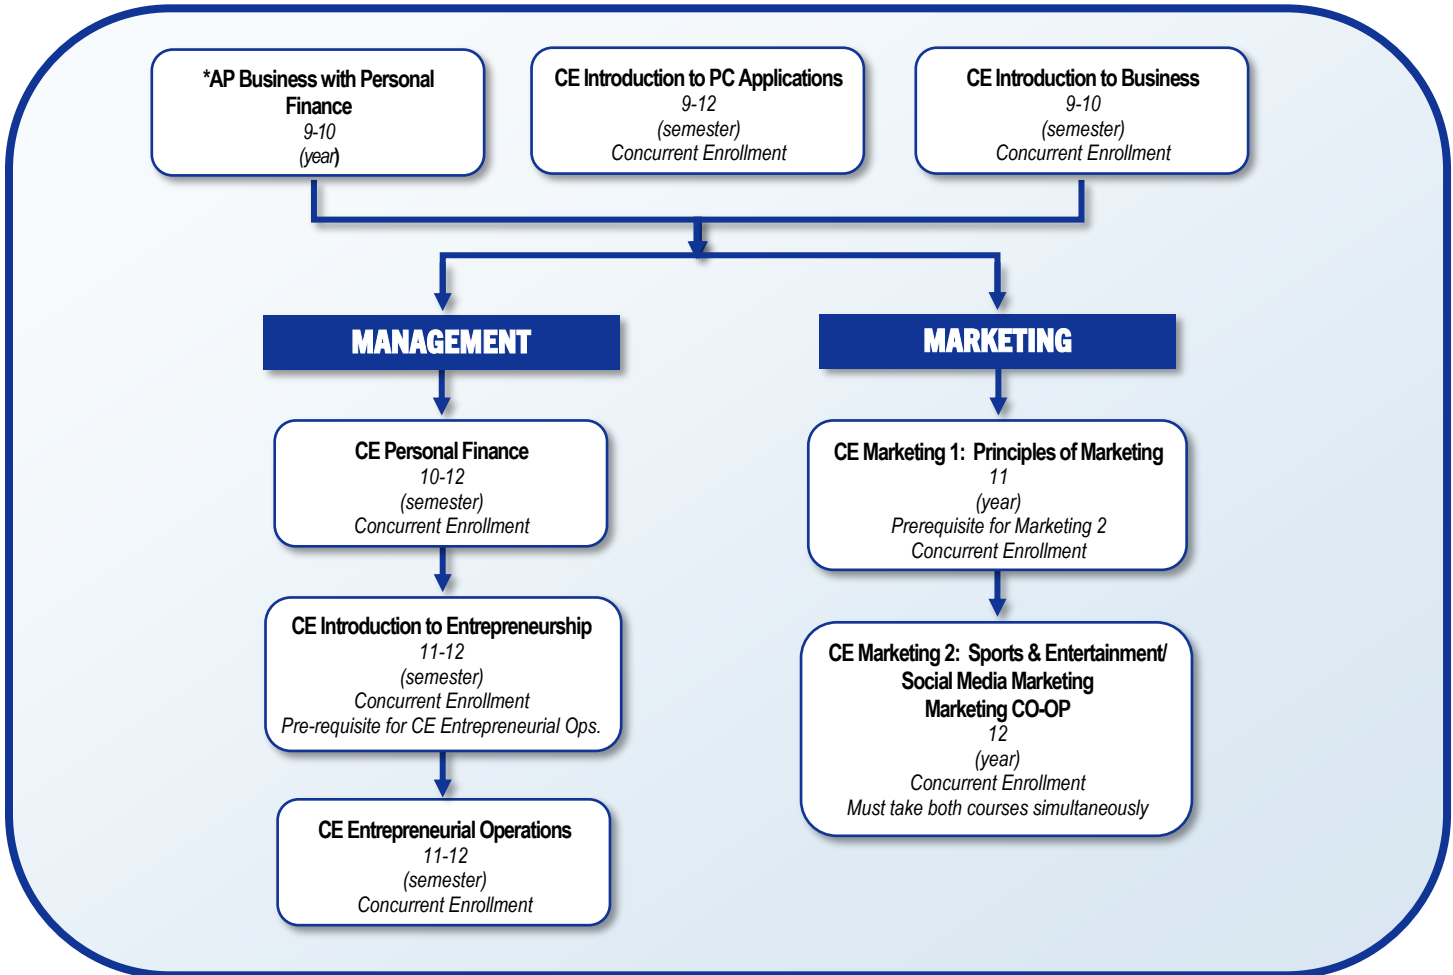 *AP Business with Personal
Finance
9-10
(year)
CE Introduction to PC Applications
9-12
(semester)
Concurrent Enrollment
CE Introduction to Business
9-10
(semester)
Concurrent Enrollment
MANAGEMENT
MARKETING
CE Personal Finance
10-12
(semester)
Concurrent Enrollment
CE Introduction to Entrepreneurship
11-12
(semester)
Concurrent Enrollment
Pre-requisite for CE Entrepreneurial Ops.
CE Entrepreneurial Operations
11-12
(semester)
Concurrent Enrollment
CE Marketing 1:  Principles of Marketing
11
(year)
Prerequisite for Marketing 2
Concurrent Enrollment
CE Marketing 2:  Sports & Entertainment/
Social Media Marketing
Marketing CO-OP
12
(year)
Concurrent Enrollment
Must take both courses simultaneously